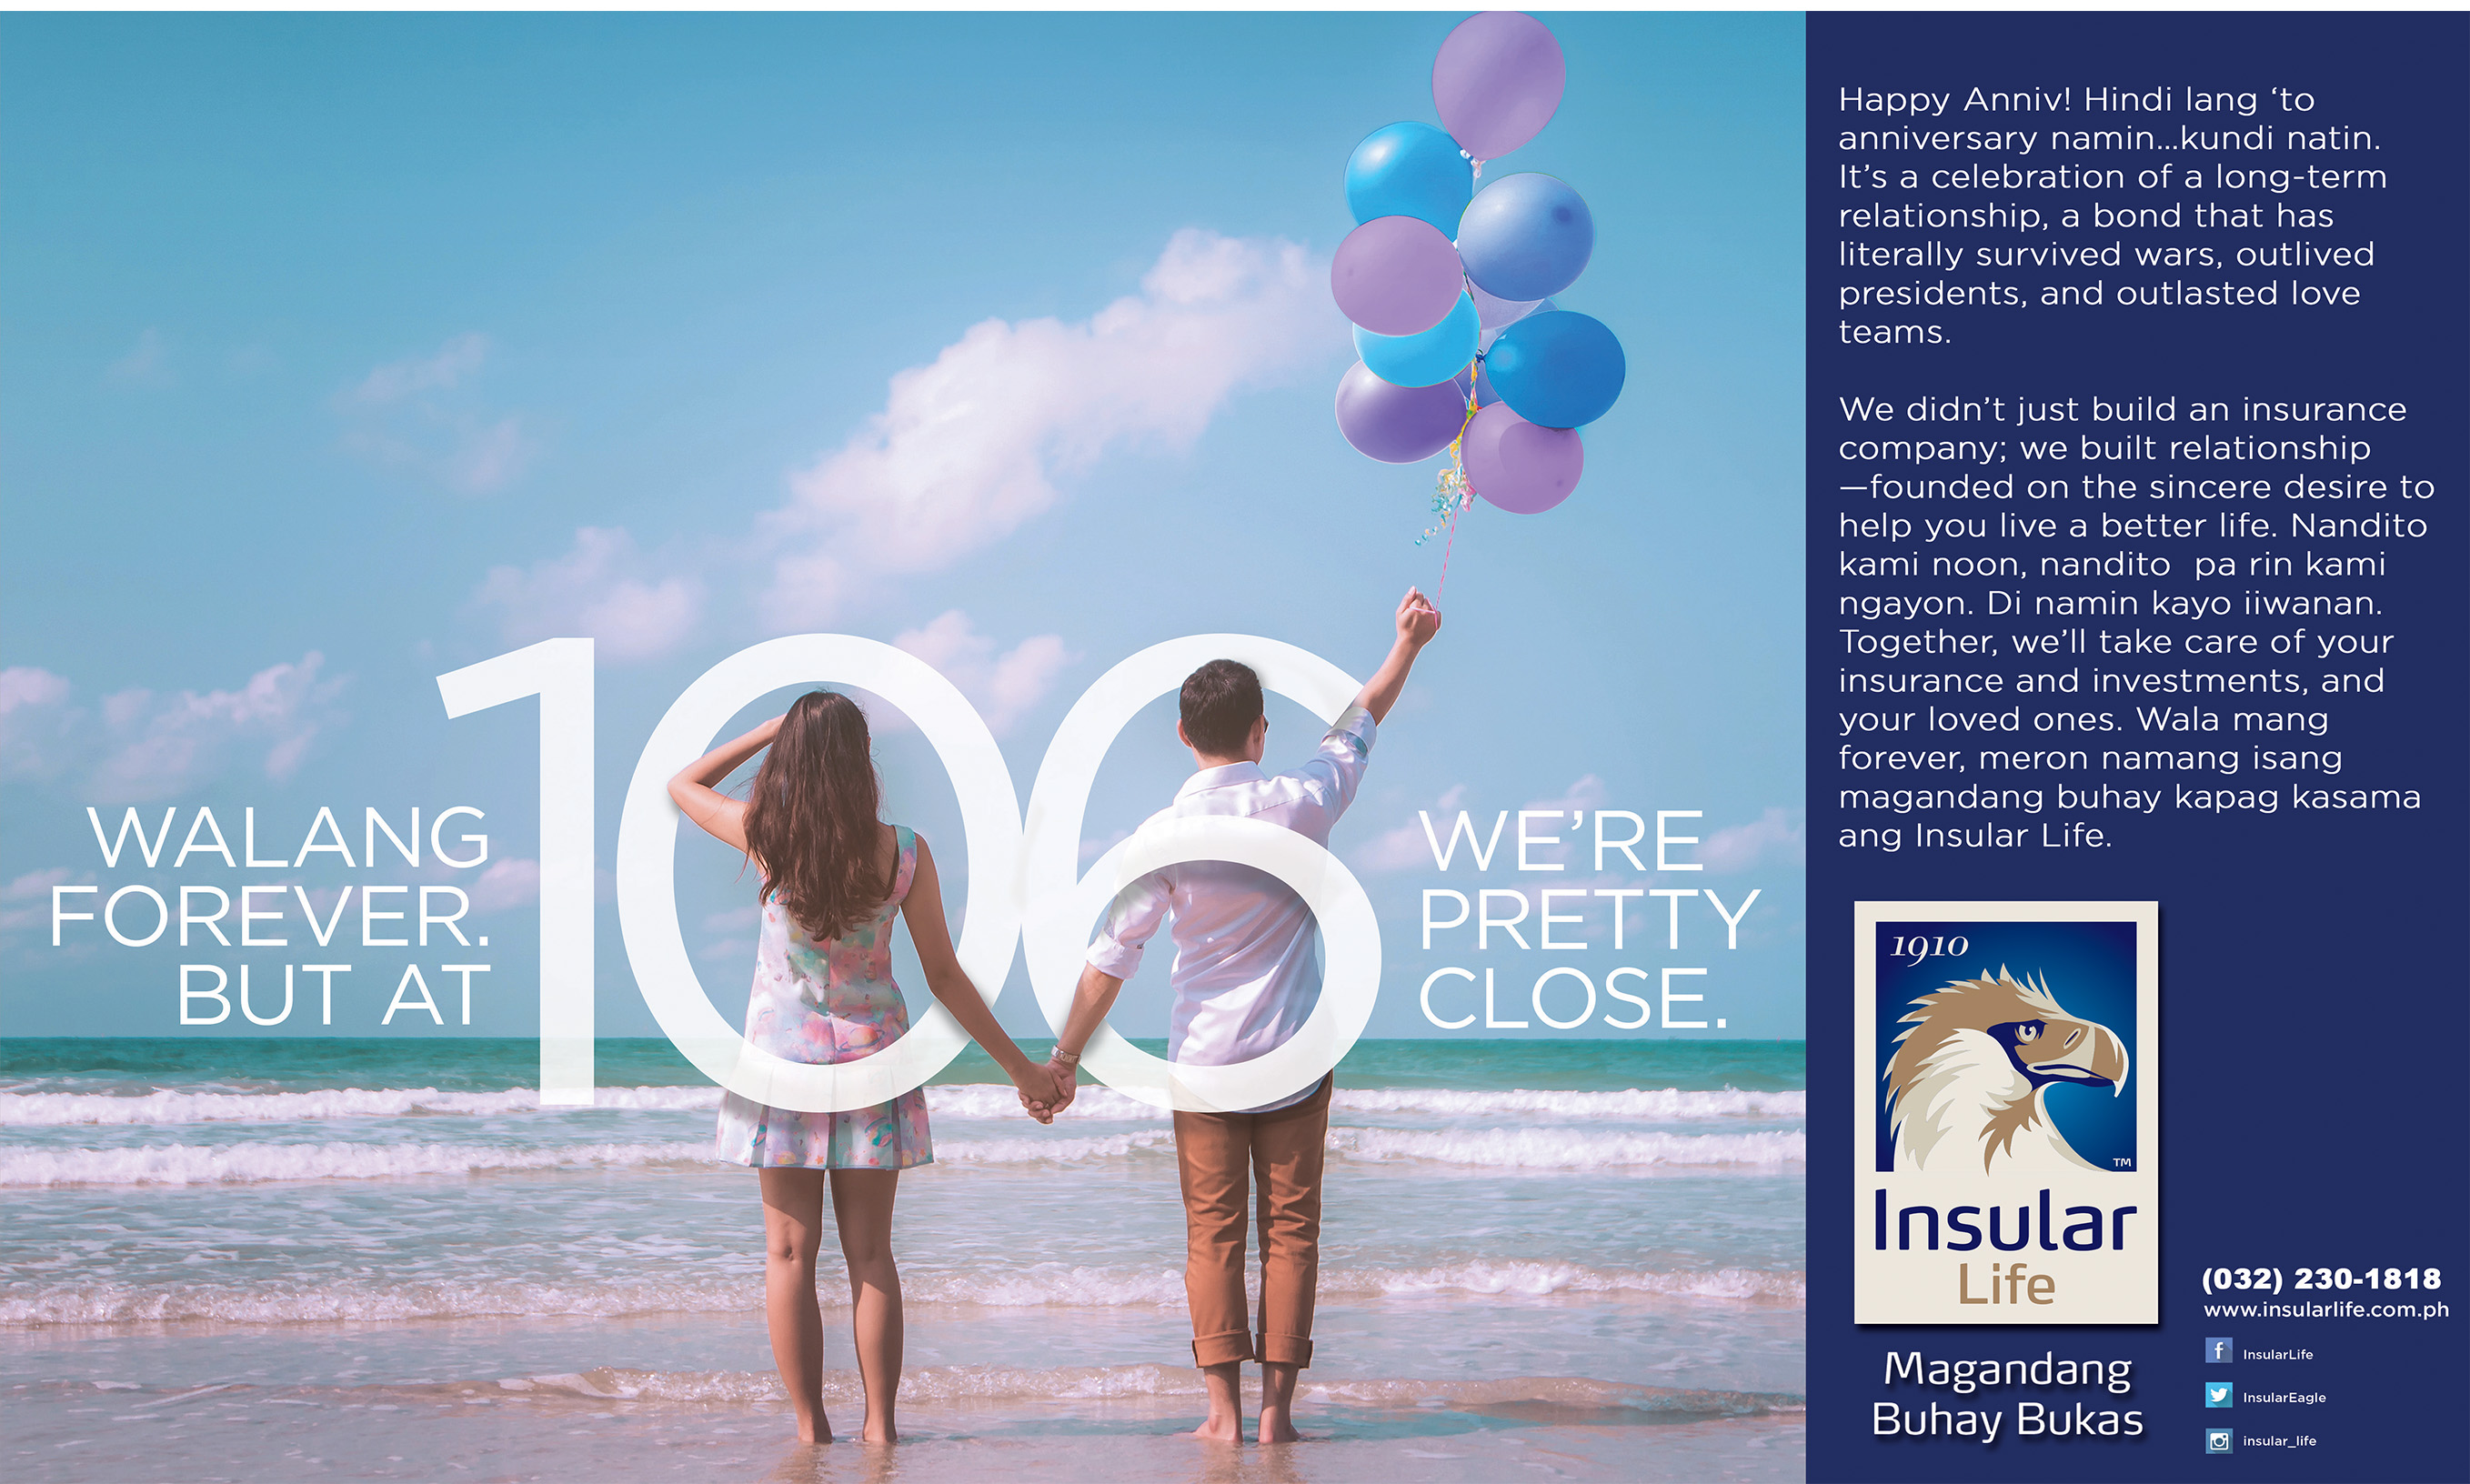 WALANG
FOREVER.
BUT AT
106
WE’RE
PRETTY
CLOSE.
Happy Anniv! Hindi lang ‘to
anniversary namin...kundi natin.
It’s a celebration of a long-term
relationship, a bond that has
literally survived wars, outlived
presidents, and outlasted love
teams.
We didn’t just build an insurance
company; we built relationship
—founded on the sincere desire to
help you live a better life. Nandito
kami noon, nandito pa rin kami
ngayon. Di namin kayo iiwanan.
Together, we’ll take care of your
insurance and investments, and
your loved ones. Wala mang
forever, meron namang isang
magandang buhay kapag kasama
ang Insular Life.
1910
TM
Insular
Life
Magandang
Buhay Bukas
(032) 230-1818
www.insularlife.com.ph
f InsularLife
InsularEagle
insular_life